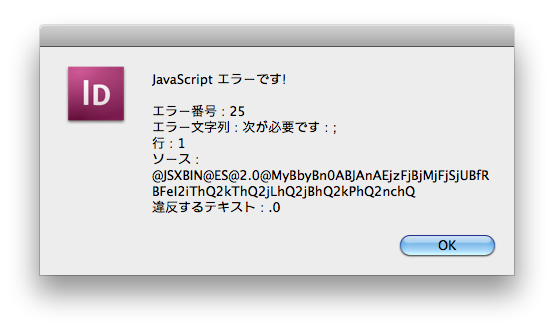 ID
JavaScript エラーです!
エラー番号 : 25
エラー文字列 : 次が必要です : ;
行 : 1
ソース :
@JSXBIN@ES@2.0@MyBbyBn0ABJAnAEjzFjBjMjFjSjUBfR
BFeI2iThQ2kThQ2jLhQ2jBhQ2kPhQ2nchQ
違反するテキスト : .0
OK